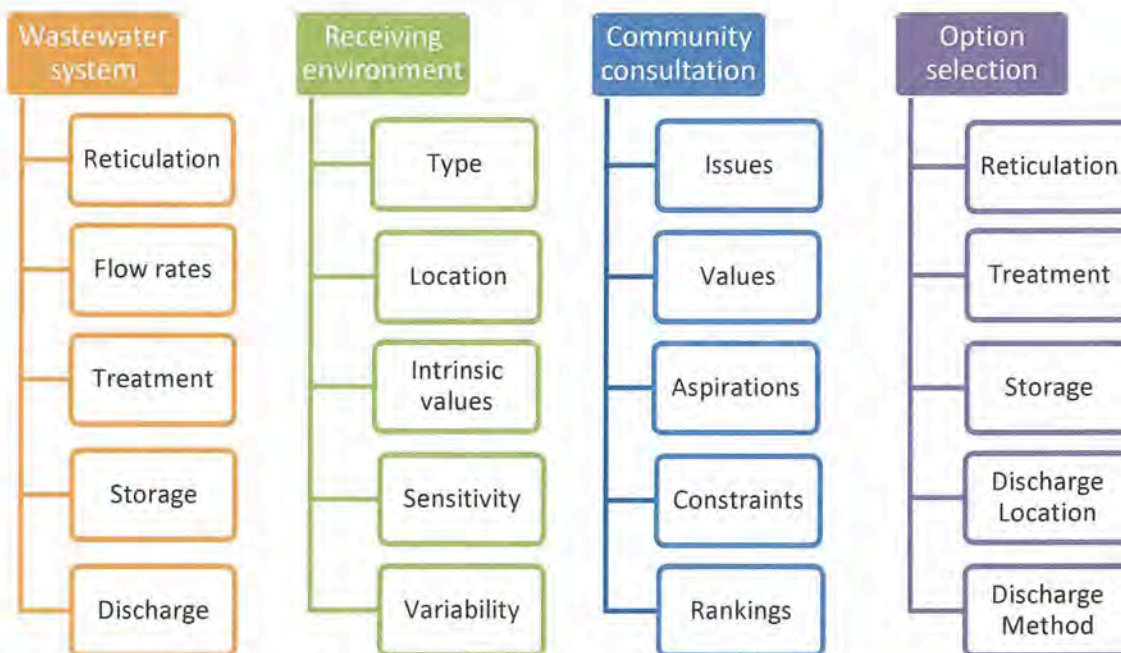 Wastewater
system
Reticulation
Flow rates
Treatment
Storage
Discharge
Receiving
environment
Type
Location
Intrinsic
values
Sensitivity
Variability
Community
consultation
Issues
Values
Aspirations
Constraints
Rankings
Option
selection
Reticulation
Treatment
Storage
Discharge
Location
Discharge
Method